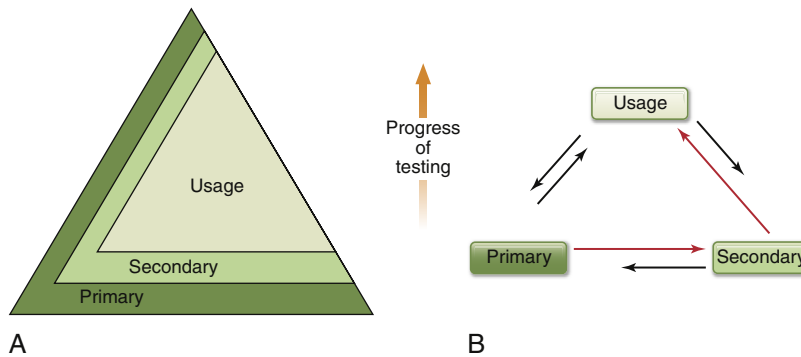 Usage
Secondary
Primary
A
Progress
of
testing
Usage
Primary
Secondary
B